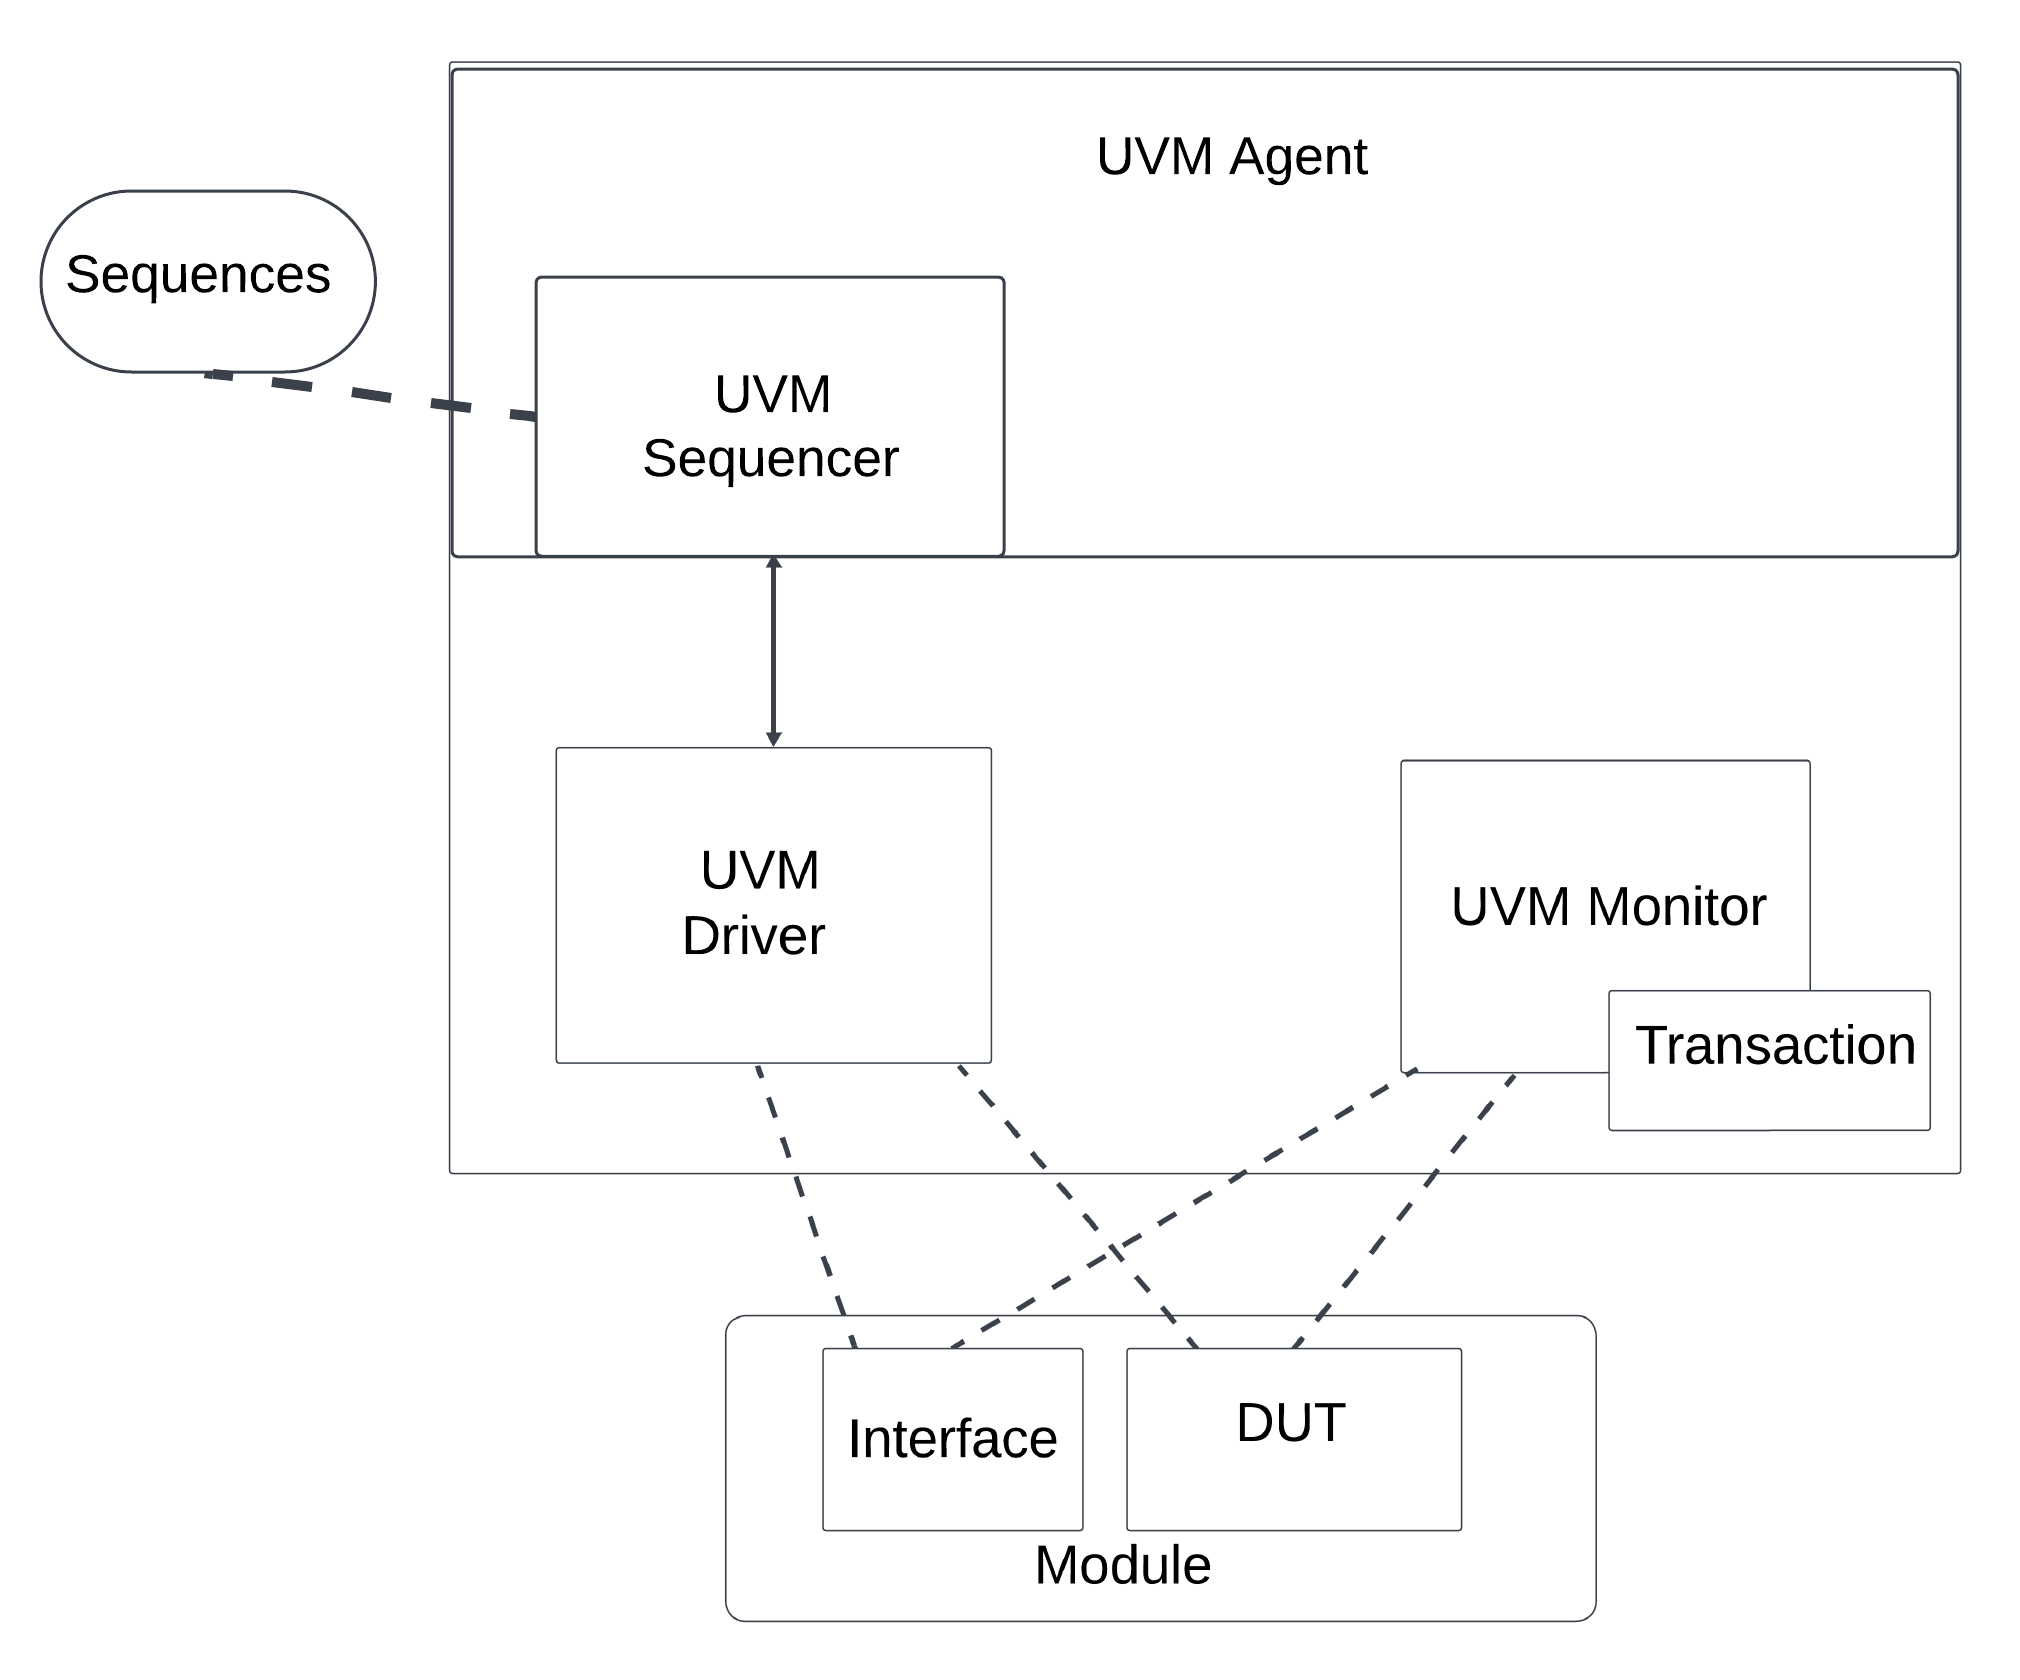 UVM Agent
Sequences
UVM
Sequencer
UVM
Driver
UVM Monitor
Transaction
Interface
DUT
Module